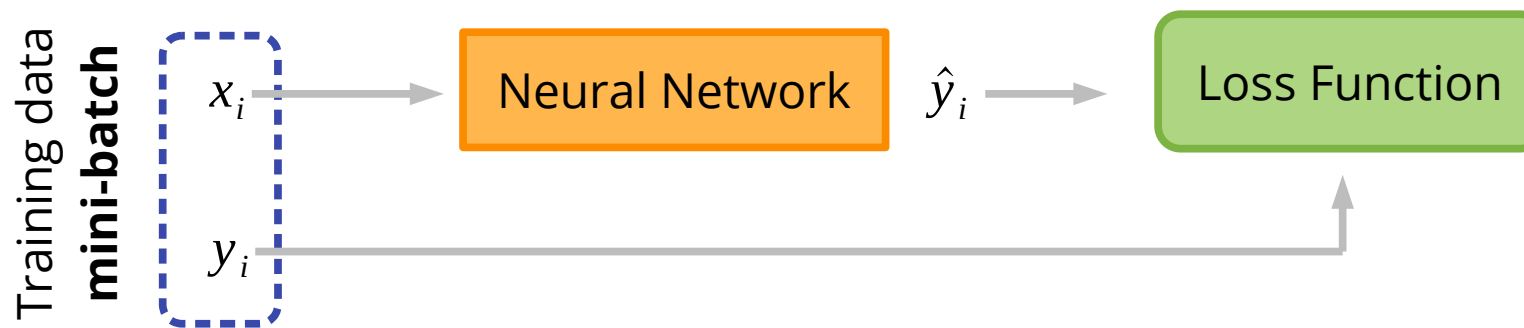 Training data
mini-batch
x_i
Neural Network
ŷ_i
Loss Function
y_i